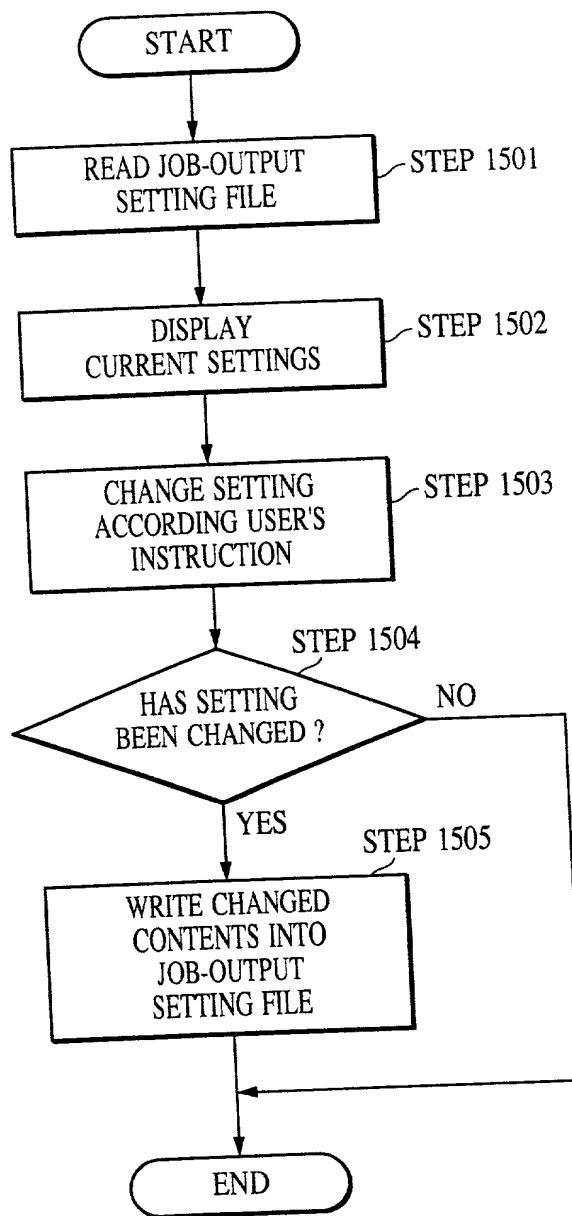 START
READ JOB-OUTPUT
SETTING FILE
STEP 1501
DISPLAY
CURRENT SETTINGS
STEP 1502
CHANGE SETTING
ACCORDING USER'S
INSTRUCTION
STEP 1503
STEP 1504
HAS SETTING
BEEN CHANGED ?
NO
YES
STEP 1505
WRITE CHANGED
CONTENTS INTO
JOB-OUTPUT
SETTING FILE
END